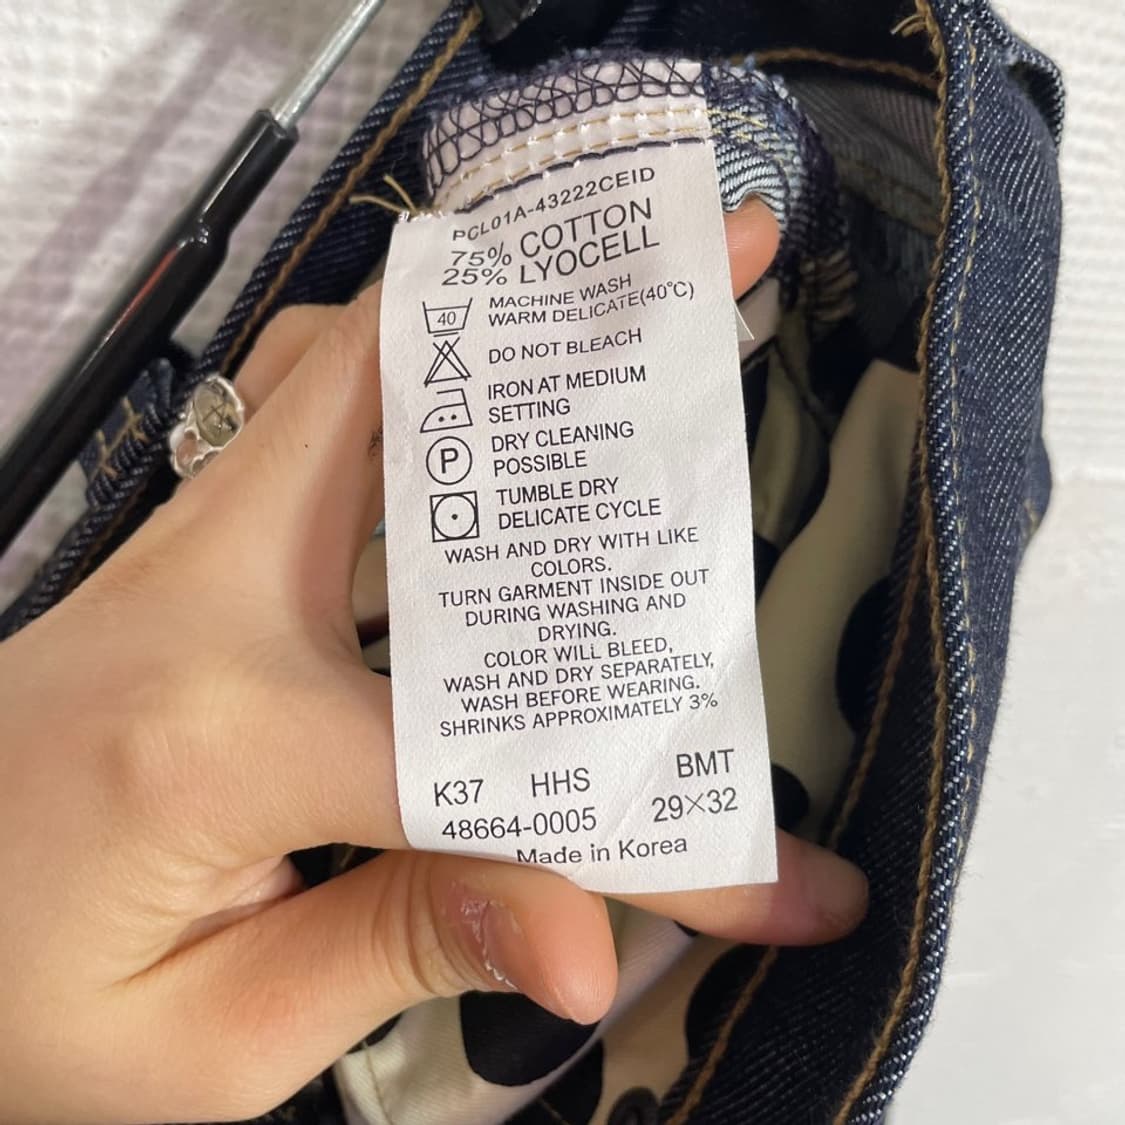 PCL01A-43222CEID
75% COTTON
25% LYOCELL
40
MACHINE WASH
WARM DELICATE(40°C)
DO NOT BLEACH
IRON AT MEDIUM
SETTING
P
DRY CLEANING
POSSIBLE
TUMBLE DRY
DELICATE CYCLE
WASH AND DRY WITH LIKE
COLORS.
TURN GARMENT INSIDE OUT
DURING WASHING AND
DRYING.
COLOR WILL BLEED,
WASH AND DRY SEPARATELY,
WASH BEFORE WEARING.
SHRINKS APPROXIMATELY 3%
K37 HHS BMT
48664-0005 29×32
Made in Korea